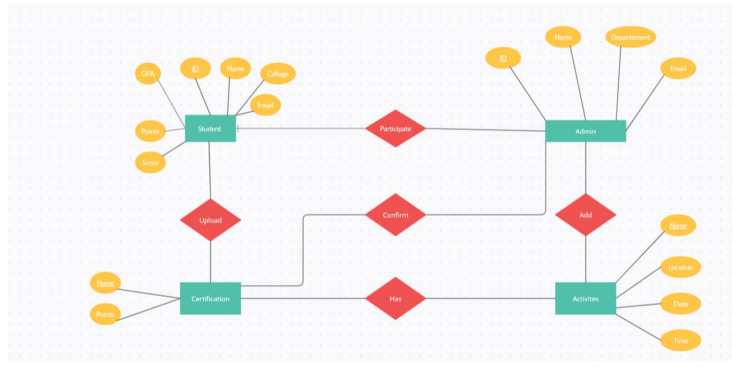 Name
Departement
ID
GPA
ID
Name
Collage
Email
Email
Points
Student
Participate
Admin
Score
Upload
Confirm
Add
Name
Location
Name
Points
Certification
Has
Activites
Date
Time